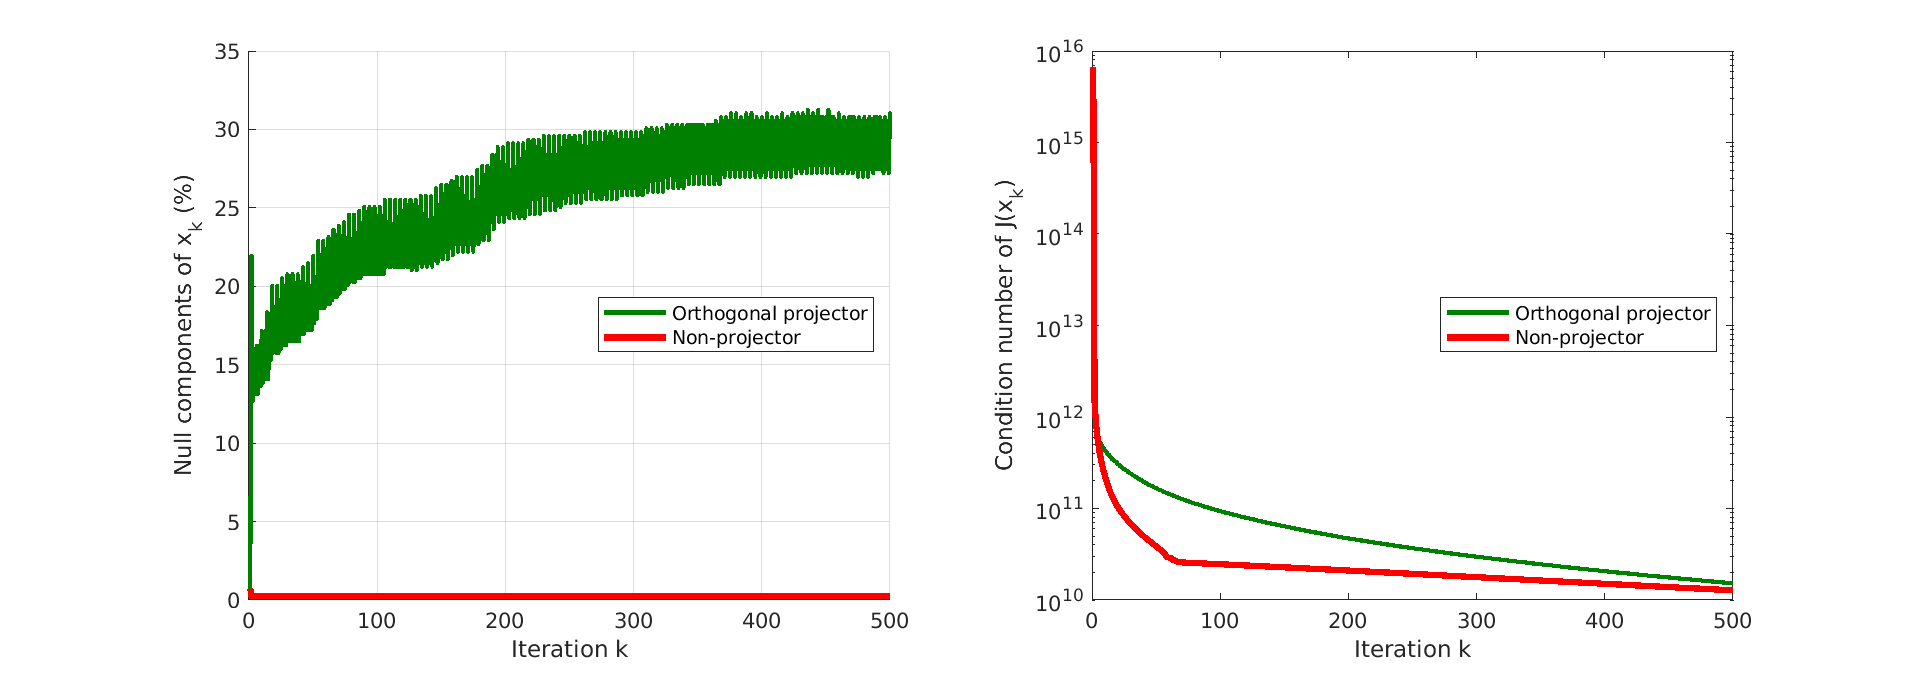 35
30
25
20
15
10
5
0
0 100 200 300 400 500
Null components of x_k (%)
Iteration k
Orthogonal projector
Non-projector
10^16
10^15
10^14
10^13
10^12
10^11
10^10
0 100 200 300 400 500
Condition number of J(x_k)
Iteration k
Orthogonal projector
Non-projector